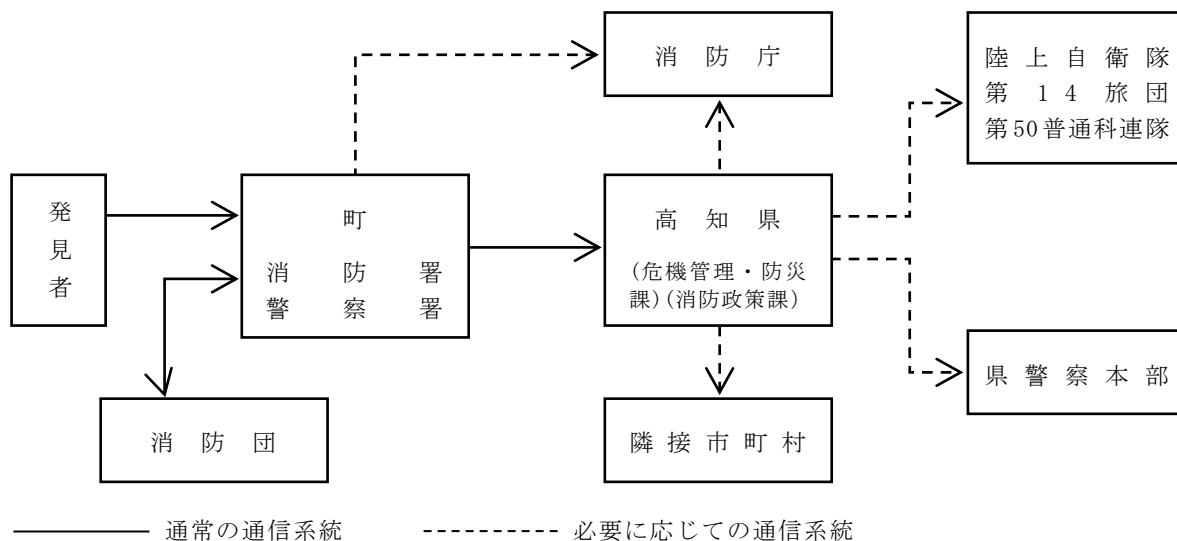 消防庁
陸上自衛隊
第14旅団
第50普通科連隊
発見者
町
消防署
警察署
高知県
(危機管理・防災
課)(消防政策課)
県警察本部
消防団
隣接市町村
通常の通信系統
必要に応じての通信系統